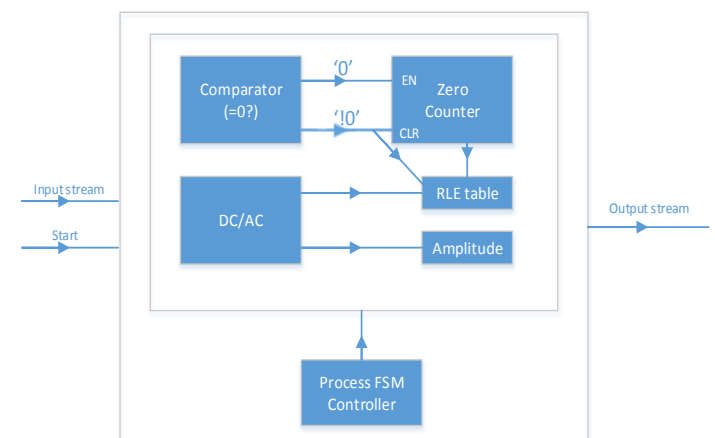 Comparator
(=0?)
‘0’
‘!0’
EN
Zero
Counter
CLR
Input stream
Start
DC/AC
RLE table
Amplitude
Output stream
Process FSM
Controller